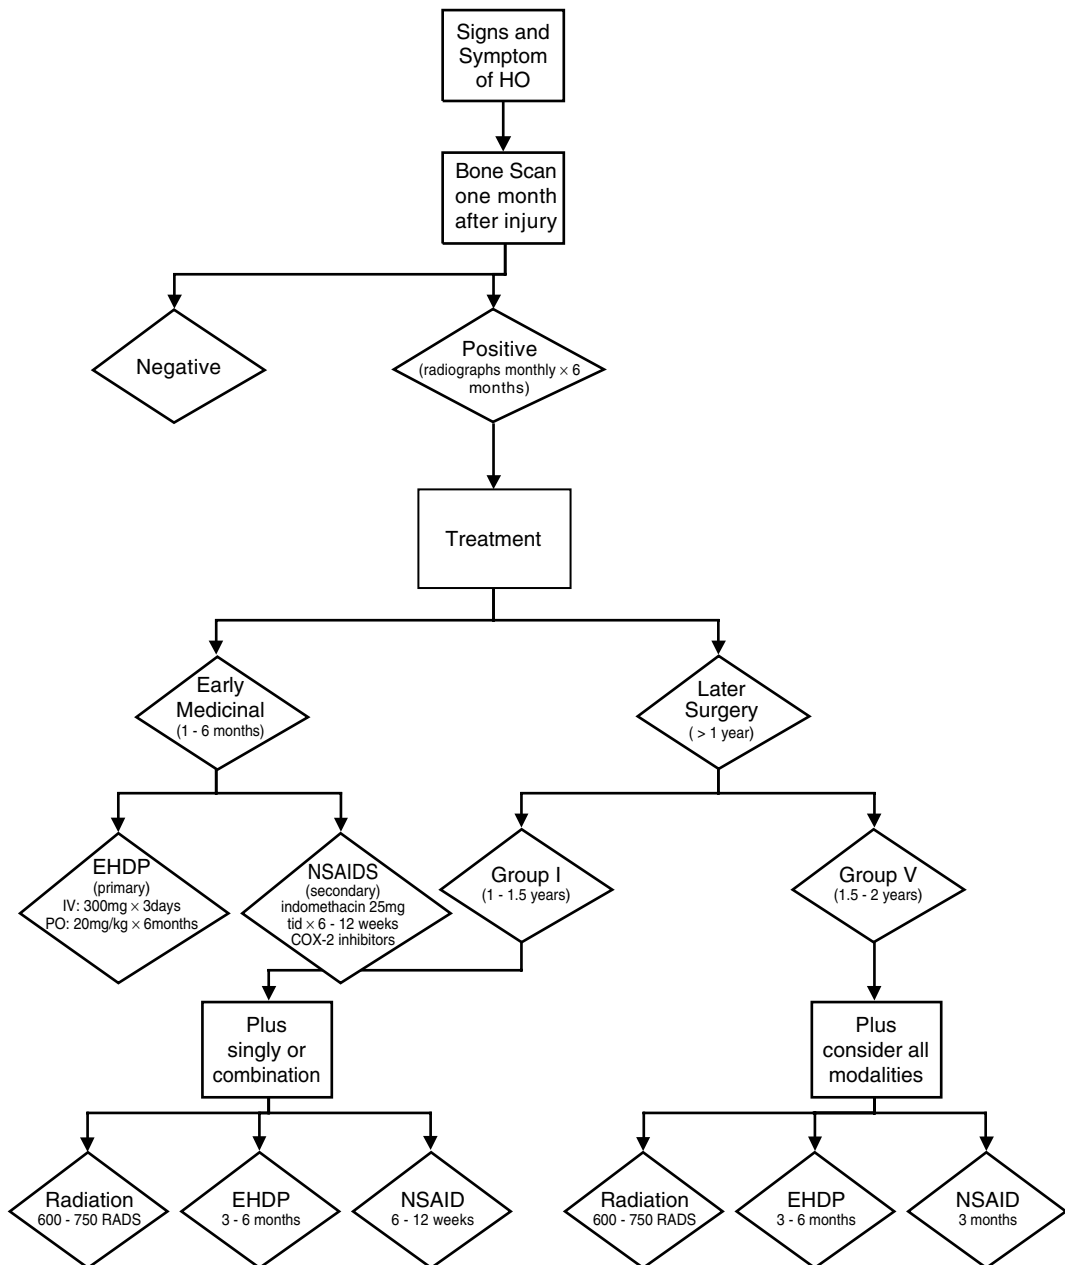 Signs and
Symptom
of HO
Bone Scan
one month
after injury
Negative
Positive
(radiographs monthly × 6
months)
Treatment
Early
Medicinal
(1 - 6 months)
Later
Surgery
( > 1 year)
EHDP
(primary)
IV: 300mg × 3days
PO: 20mg/kg × 6months
NSAIDS
(secondary)
indomethacin 25mg
tid × 6 - 12 weeks
COX-2 inhibitors
Group I
(1 - 1.5 years)
Group V
(1.5 - 2 years)
Plus
singly or
combination
Plus
consider all
modalities
Radiation
600 - 750 RADS
EHDP
3 - 6 months
NSAID
6 - 12 weeks
Radiation
600 - 750 RADS
EHDP
3 - 6 months
NSAID
3 months